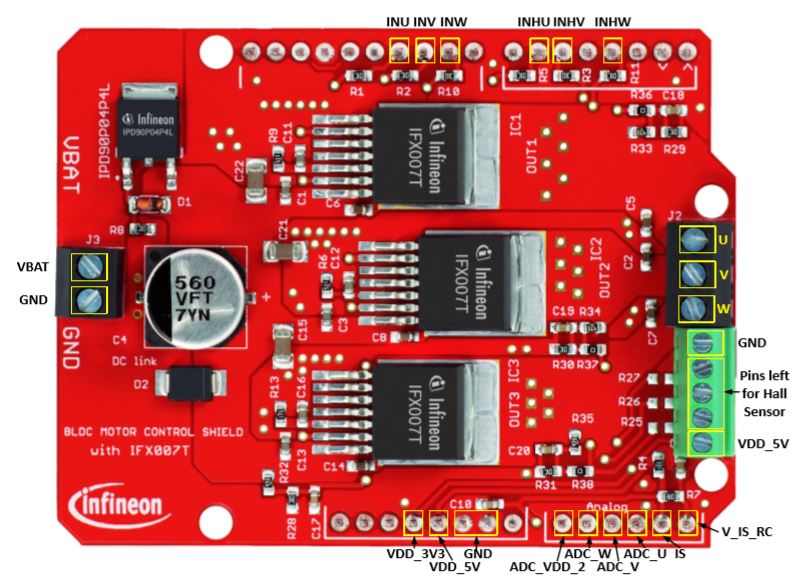 INU INV INW
INHU INHV INHW
R1
R2
R10
R5
R3
R11
R36
C18
R33
R29
Infineon
IPD90P04P4L
IPD90P04P4L
VBAT
D1
R8
J3
VBAT
GND
GND
C4
560
VFT
7YN
+
DC link
D2
R9
C11
C22
C1
C6
Infineon
IFX007T
IC1
OUT1
C21
R6
C12
C3
C15
C8
Infineon
IFX007T
IC2
OUT2
C19 R34
R30 R37
C5
C2
C7
J2
U
V
W
GND
Pins left
for Hall
Sensor
VDD_5V
R27
R26
R25
R13
C16
C13
C14
R32
Infineon
IFX007T
IC3
OUT3
R35
C20
R31 R38
R4
R7
BLDC MOTOR CONTROL SHIELD
with IFX007T
infineon
R28
C17
C10
Analog
VDD_3V3
VDD_5V
GND
ADC_VDD_2
ADC_W
ADC_V
ADC_U
IS
V_IS_RC